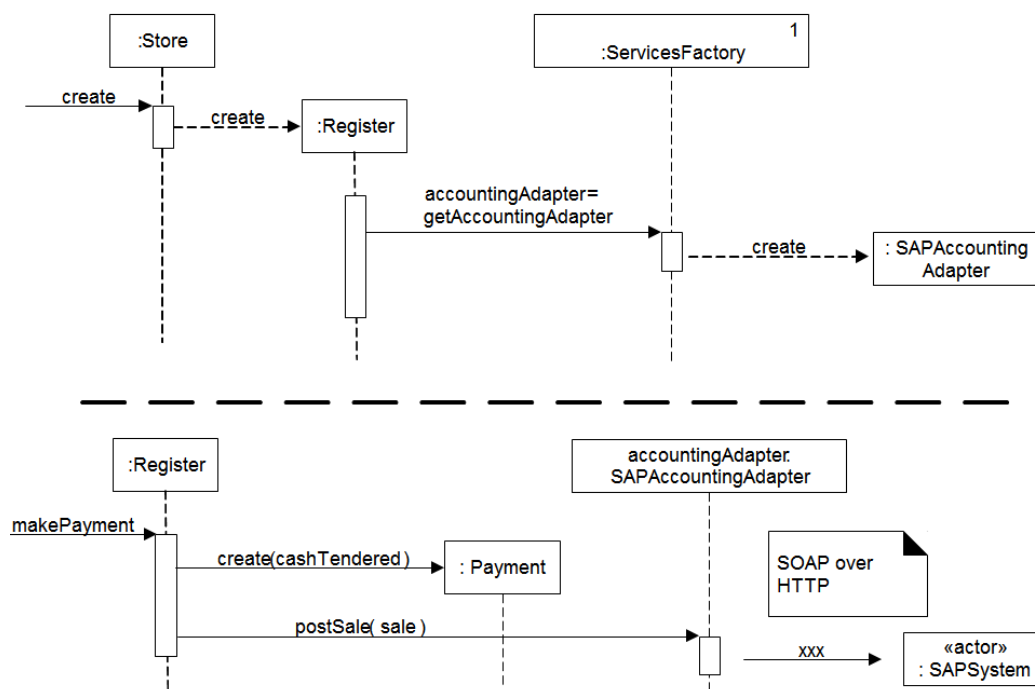 :Store
1
:ServicesFactory
create
create
:Register
accountingAdapter=
getAccountingAdapter
create
: SAPAccounting
Adapter
:Register
accountingAdapter:
SAPAccountingAdapter
makePayment
create(cashTendered)
: Payment
SOAP over
HTTP
postSale( sale )
xxx
«actor»
: SAPSystem